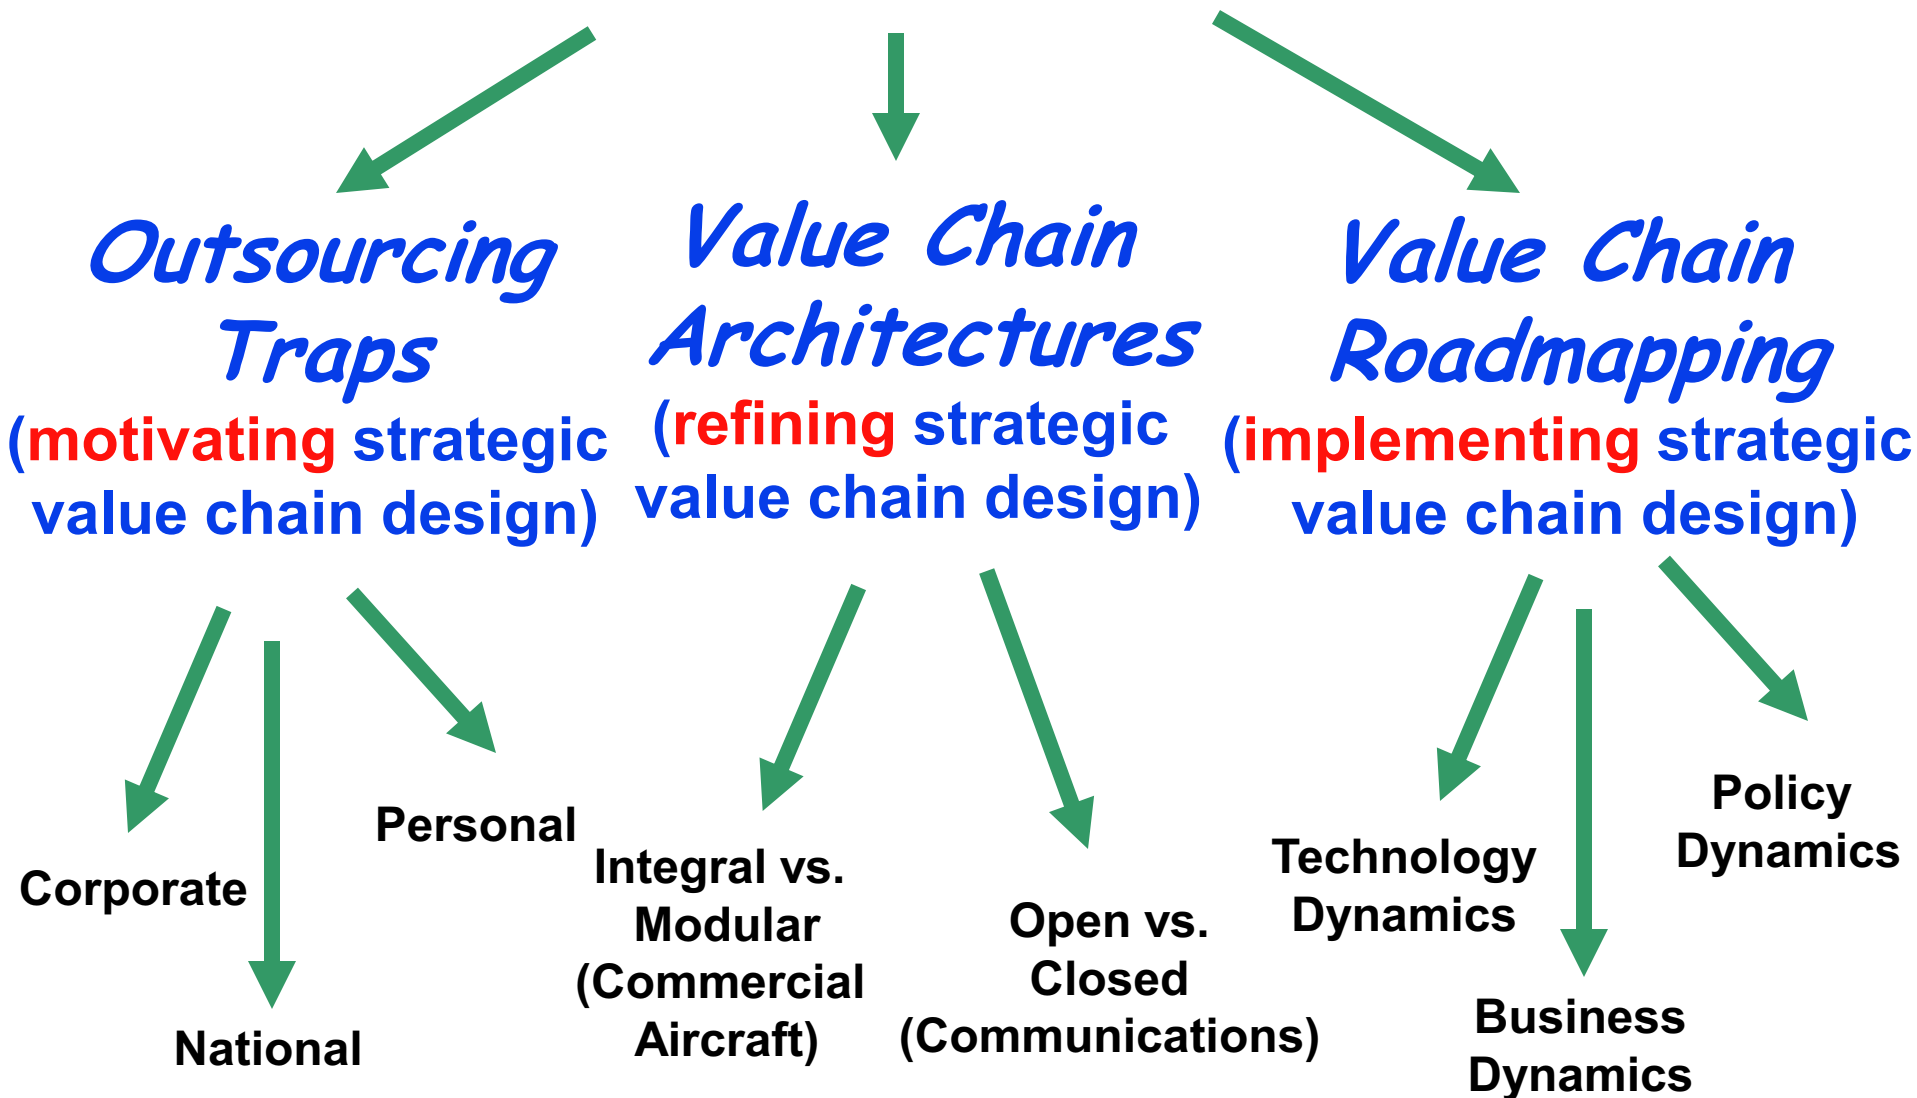 Outsourcing
Traps
(motivating strategic
value chain design)
Value Chain
Architectures
(refining strategic
value chain design)
Value Chain
Roadmapping
(implementing strategic
value chain design)
Corporate
National
Personal
Integral vs.
Modular
(Commercial
Aircraft)
Open vs.
Closed
(Communications)
Technology
Dynamics
Business
Dynamics
Policy
Dynamics